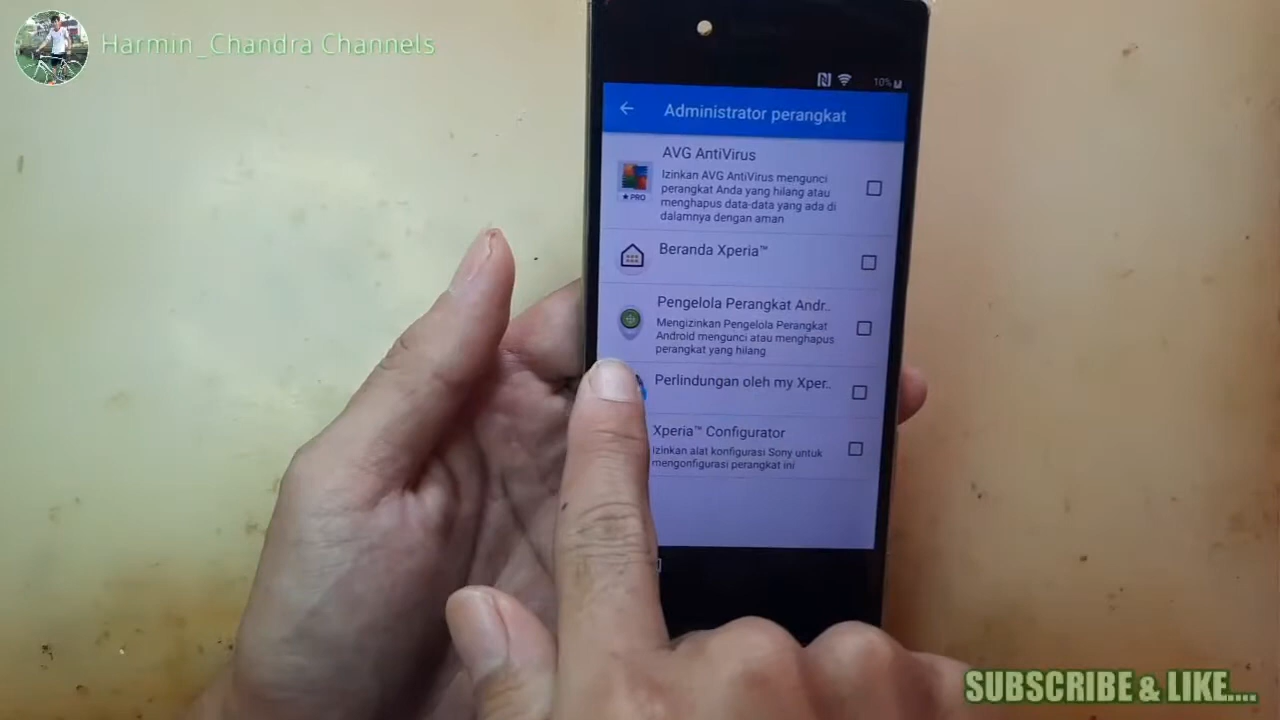 Harmin_Chandra Channels
10%
Administrator perangkat
AVG AntiVirus
Izinkan AVG AntiVirus mengunci
perangkat Anda yang hilang atau
menghapus data-data yang ada di
dalamnya dengan aman
★ PRO
Beranda Xperia™
Pengelola Perangkat Andr..
Mengizinkan Pengelola Perangkat
Android mengunci atau menghapus
perangkat yang hilang
Perlindungan oleh my Xper..
Xperia™ Configurator
Izinkan alat konfigurasi Sony untuk
mengonfigurasi perangkat ini
SUBSCRIBE & LIKE....